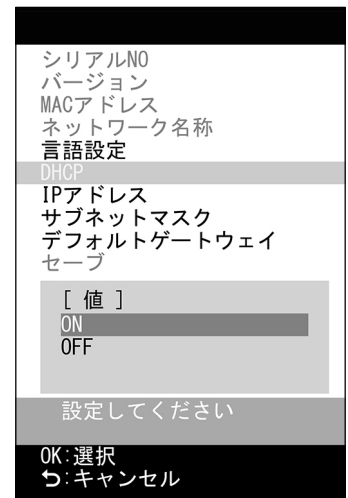 シリアルNO
バージョン
MACアドレス
ネットワーク名称
言語設定
DHCP
IPアドレス
サブネットマスク
デフォルトゲートウェイ
セーブ
[ 値 ]
ON
OFF
設定してください
OK:選択
⮌:キャンセル